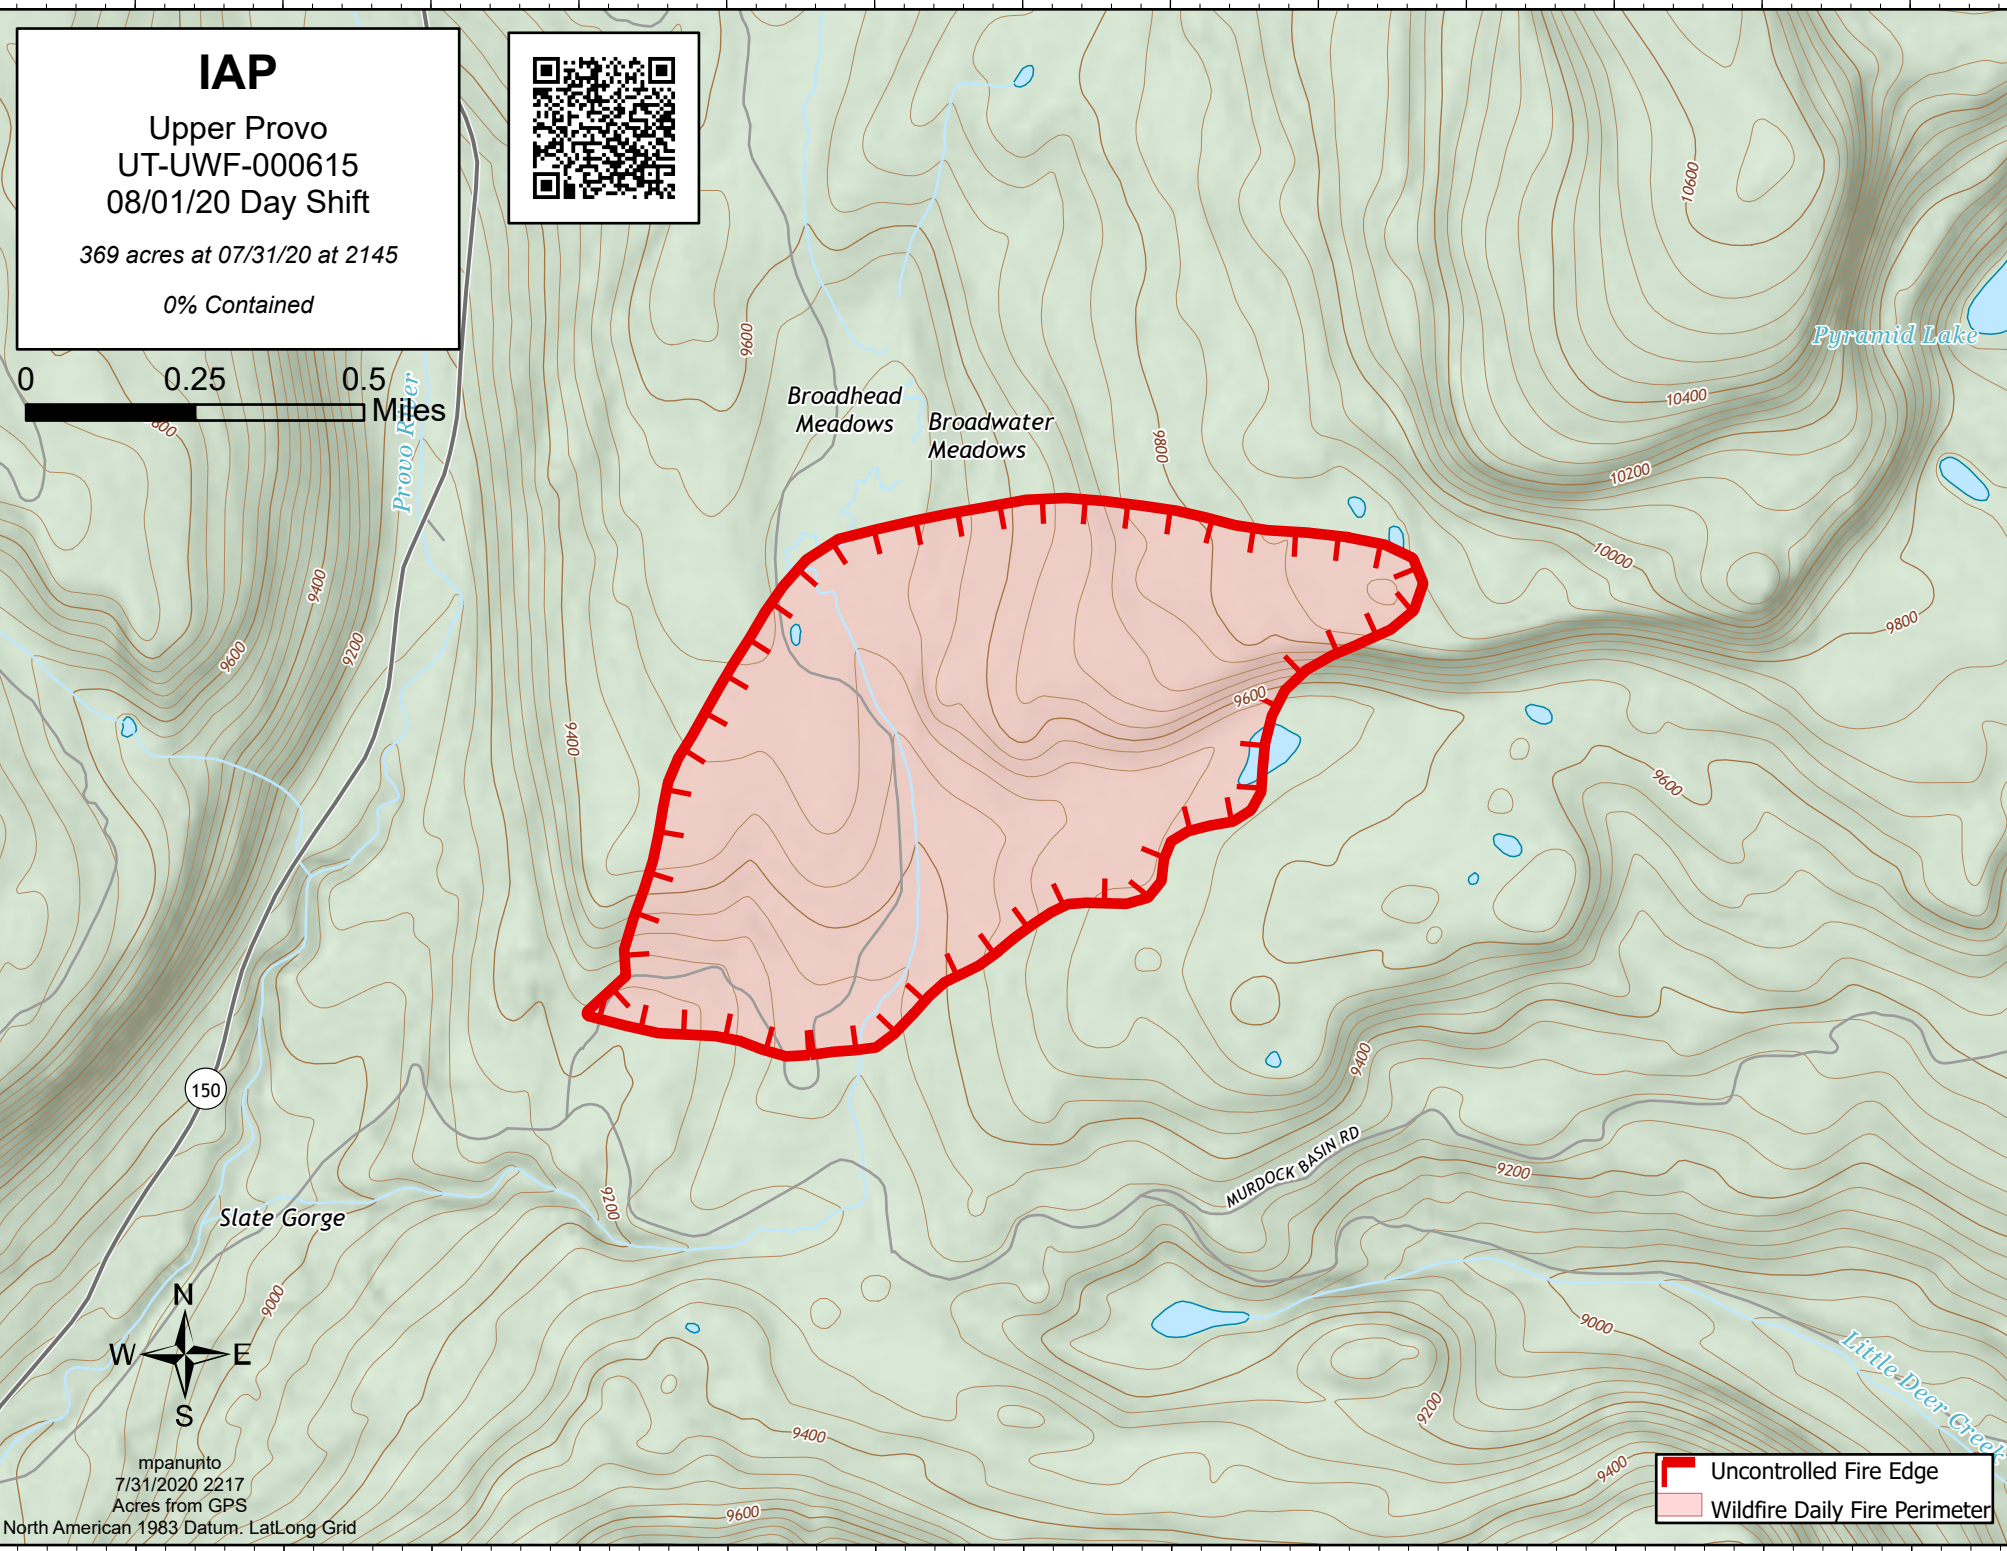 IAP
Upper Provo
UT-UWF-000615
08/01/20 Day Shift
369 acres at 07/31/20 at 2145
0% Contained
0 0.25 0.5
Miles
Provo River
10600
Pyramid Lake
9600
Broadhead
Meadows
Broadwater
Meadows
10400
9800
10200
10000
9400
9800
9600
9200
9600
9400
9600
9400
150
MURDOCK BASIN RD
9200
9200
Slate Gorge
9000
9000
N
W E
S
Little Deer Creek
9200
9400
9400
9600
mpanunto
7/31/2020 2217
Acres from GPS
North American 1983 Datum. LatLong Grid
Uncontrolled Fire Edge
Wildfire Daily Fire Perimeter